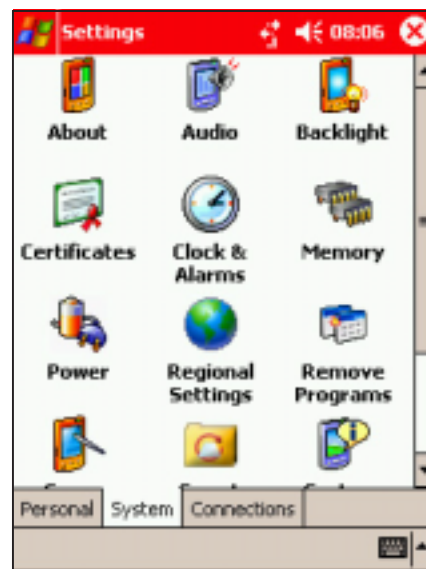 Settings 08:06
About Audio Backlight
Certificates Clock & Memory
Alarms
Power Regional Remove
Settings Programs
Personal System Connections